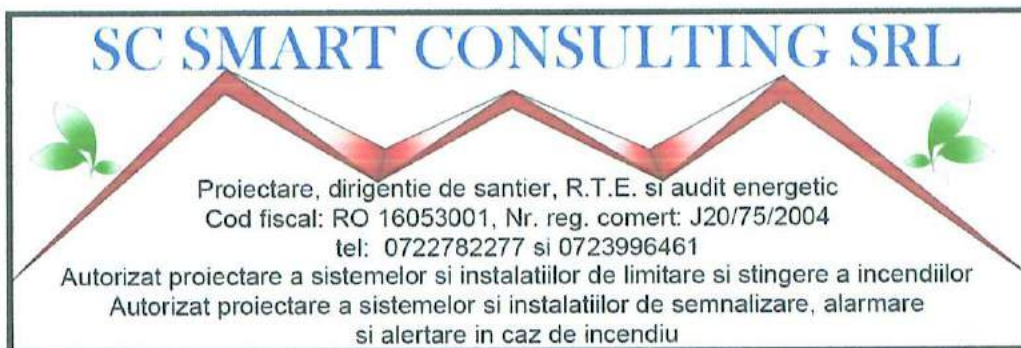 SC SMART CONSULTING SRL
Proiectare, dirigentie de santier, R.T.E. si audit energetic
Cod fiscal: RO 16053001, Nr. reg. comert: J20/75/2004
tel: 0722782277 si 0723996461
Autorizat proiectare a sistemelor si instalatiilor de limitare si stingere a incendiilor
Autorizat proiectare a sistemelor si instalatiilor de semnalizare, alarmare
si alertare in caz de incendiu